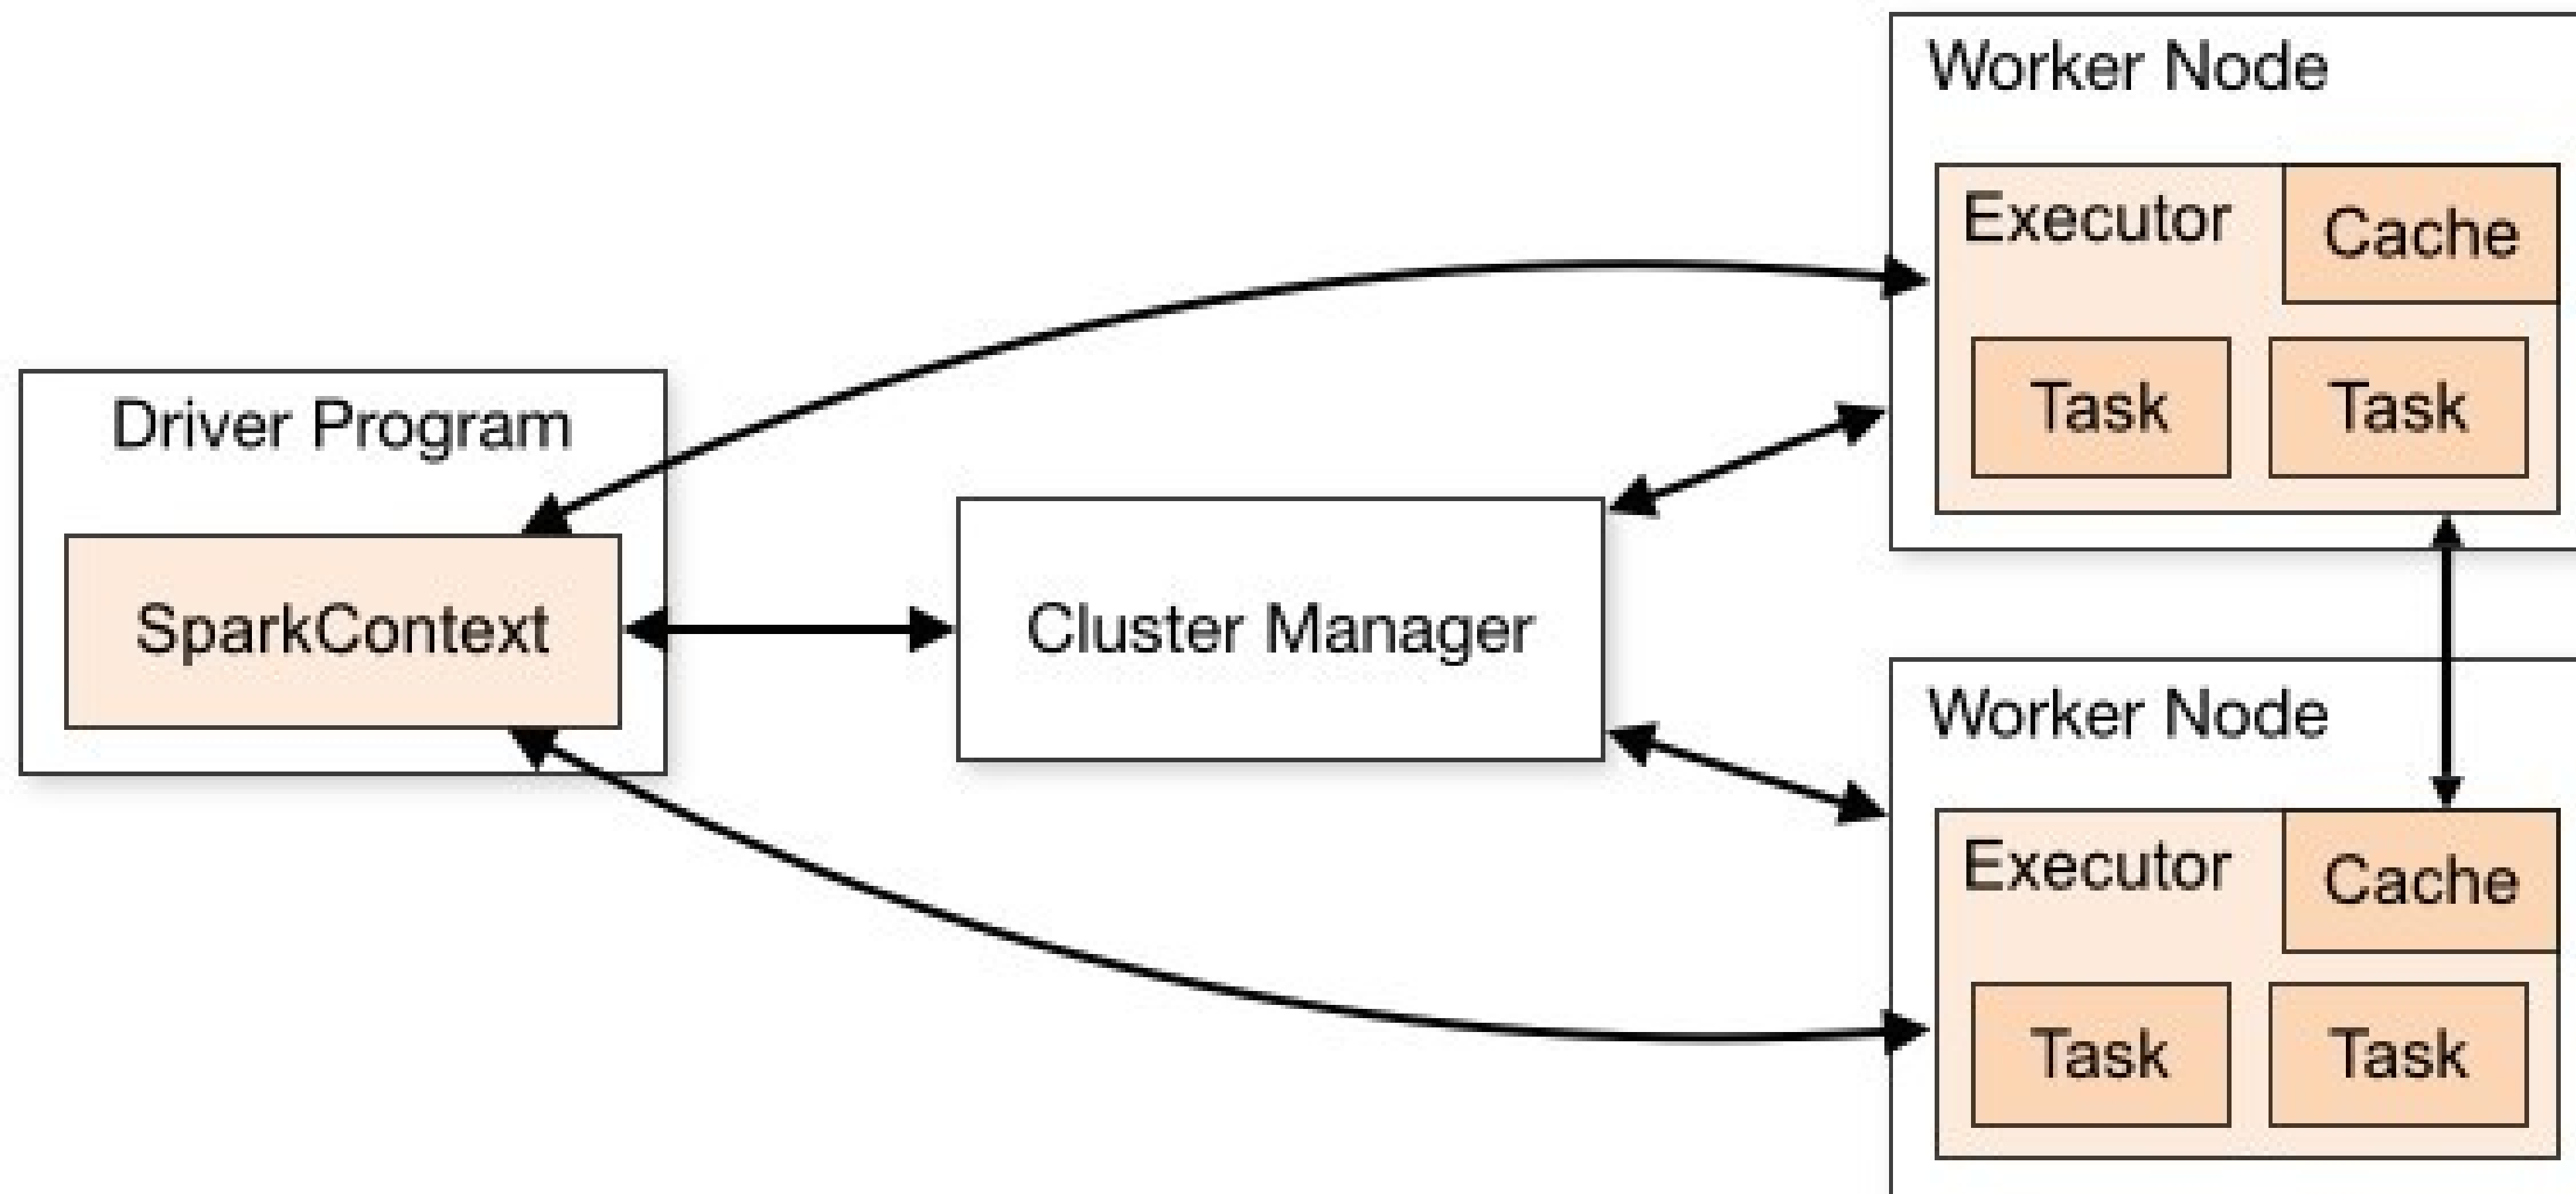 Driver Program
SparkContext
Cluster Manager
Worker Node
Executor
Cache
Task
Task
Worker Node
Executor
Cache
Task
Task